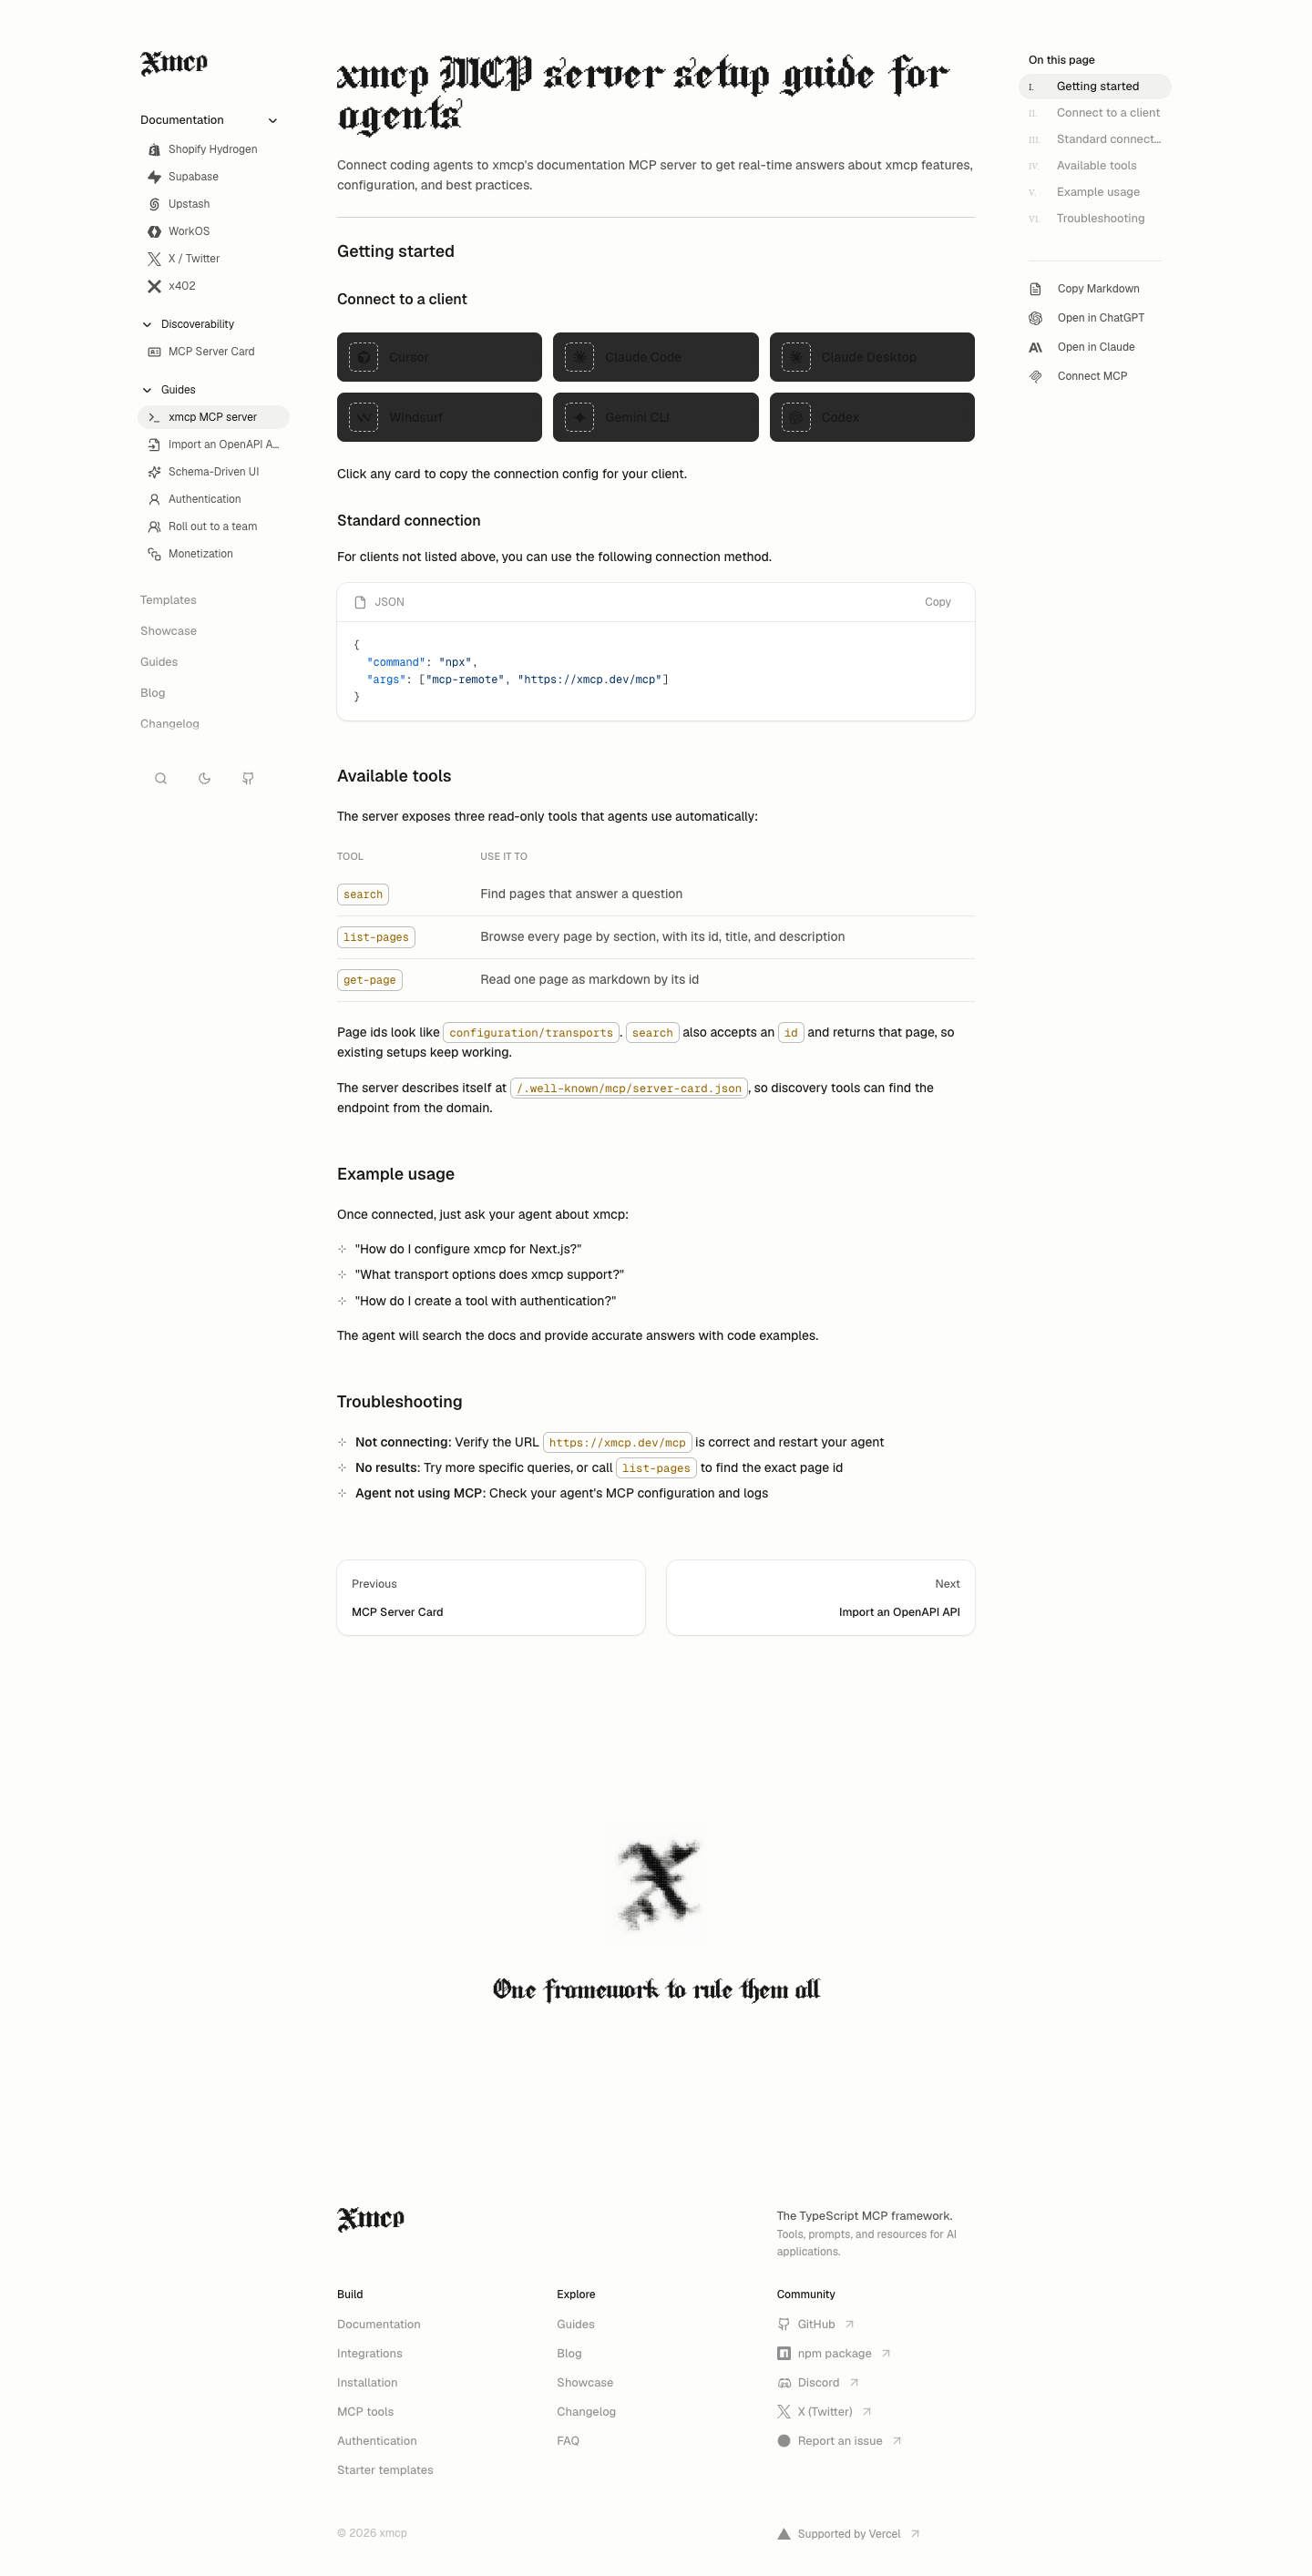 Xmcp
Documentation
Shopify Hydrogen
Supabase
Upstash
WorkOS
X / Twitter
x402
Discoverability
MCP Server Card
Guides
xmcp MCP server
Import an OpenAPI A...
Schema-Driven UI
Authentication
Roll out to a team
Monetization
Templates
Showcase
Guides
Blog
Changelog
xmcp MCP server setup guide for
agents
Connect coding agents to xmcp's documentation MCP server to get real-time answers about xmcp features,
configuration, and best practices.
Getting started
Connect to a client
Cursor
Claude Code
Claude Desktop
Windsurf
Gemini CLI
Codex
Click any card to copy the connection config for your client.
Standard connection
For clients not listed above, you can use the following connection method.
JSON
Copy
{
"command": "npx",
"args": ["mcp-remote", "https://xmcp.dev/mcp"]
}
Available tools
The server exposes three read-only tools that agents use automatically:
TOOL USE IT TO
search Find pages that answer a question
list-pages Browse every page by section, with its id, title, and description
get-page Read one page as markdown by its id
Page ids look like configuration/transports. search also accepts an id and returns that page, so
existing setups keep working.
The server describes itself at /.well-known/mcp/server-card.json, so discovery tools can find the
endpoint from the domain.
Example usage
Once connected, just ask your agent about xmcp:
"How do I configure xmcp for Next.js?"
"What transport options does xmcp support?"
"How do I create a tool with authentication?"
The agent will search the docs and provide accurate answers with code examples.
Troubleshooting
Not connecting: Verify the URL https://xmcp.dev/mcp is correct and restart your agent
No results: Try more specific queries, or call list-pages to find the exact page id
Agent not using MCP: Check your agent's MCP configuration and logs
Previous
MCP Server Card
Next
Import an OpenAPI API
On this page
I. Getting started
II. Connect to a client
III. Standard connect...
IV. Available tools
V. Example usage
VI. Troubleshooting
Copy Markdown
Open in ChatGPT
Open in Claude
Connect MCP
X
One framework to rule them all
Xmcp
The TypeScript MCP framework.
Tools, prompts, and resources for AI
applications.
Build
Documentation
Integrations
Installation
MCP tools
Authentication
Starter templates
Explore
Guides
Blog
Showcase
Changelog
FAQ
Community
GitHub
npm package
Discord
X (Twitter)
Report an issue
© 2026 xmcp
Supported by Vercel